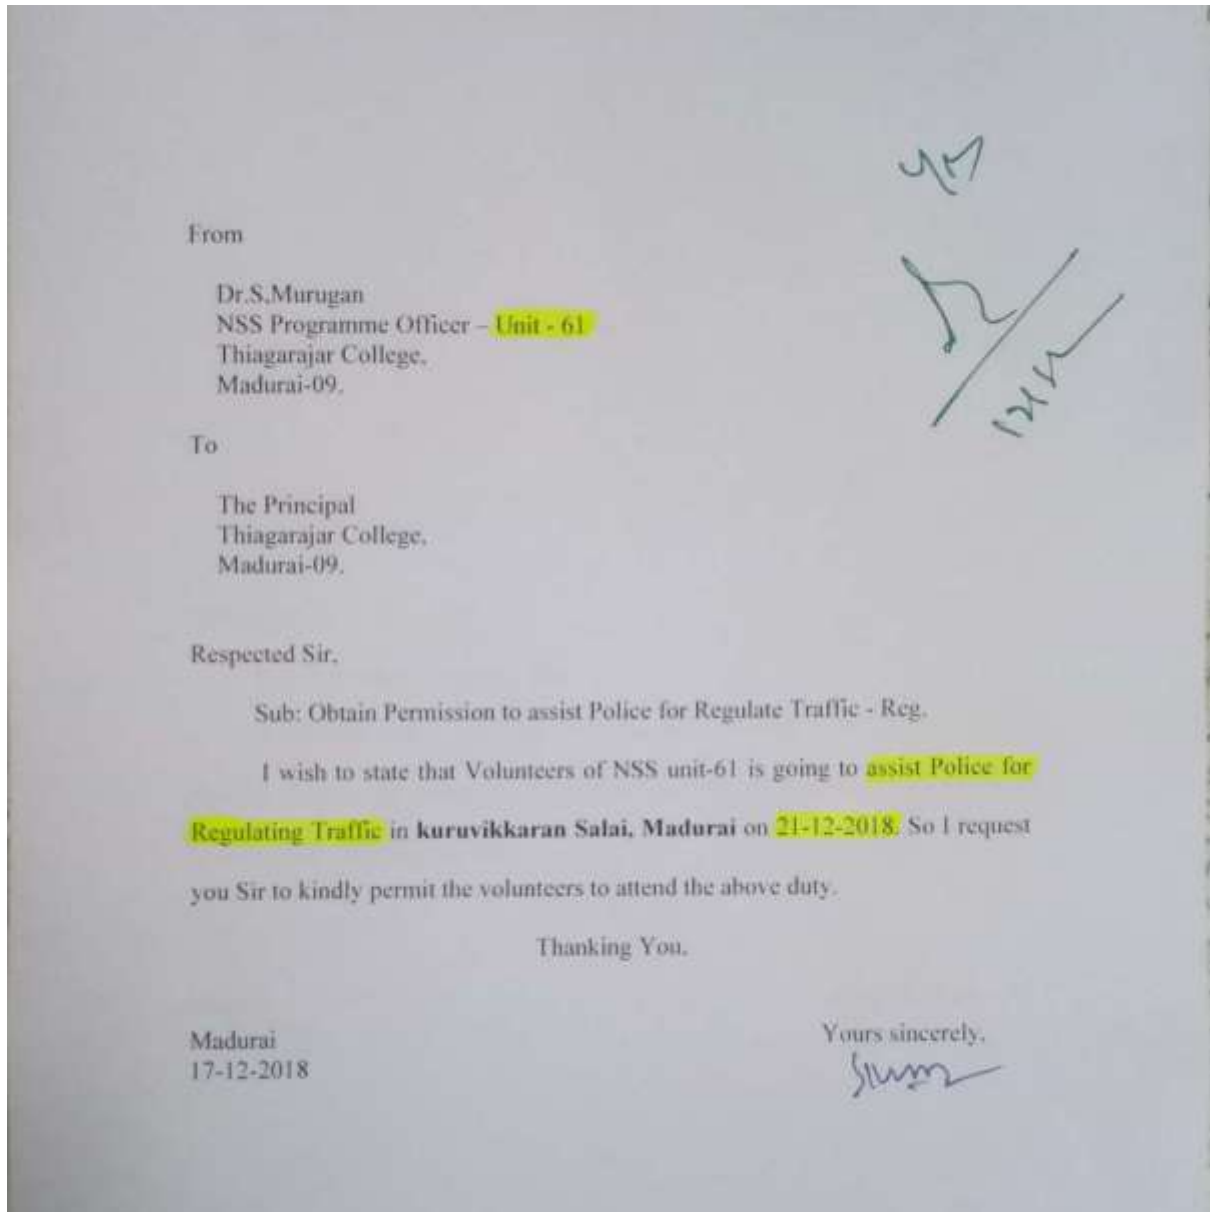 From
Dr.S.Murugan
NSS Programme Officer – Unit - 61
Thiagarajar College,
Madurai-09.
To
The Principal
Thiagarajar College,
Madurai-09.
Respected Sir,
Sub: Obtain Permission to assist Police for Regulate Traffic - Reg.
I wish to state that Volunteers of NSS unit-61 is going to assist Police for
Regulating Traffic in kuruvikkaran Salai, Madurai on 21-12-2018. So I request
you Sir to kindly permit the volunteers to attend the above duty.
Thanking You.
Madurai
17-12-2018
Yours sincerely,